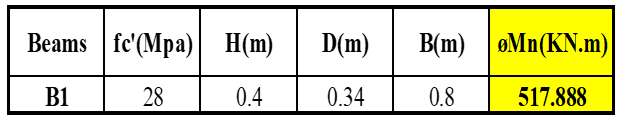 Beams fc'(Mpa) H(m) D(m) B(m) øMn(KN.m)
B1 28 0.4 0.34 0.8 517.888